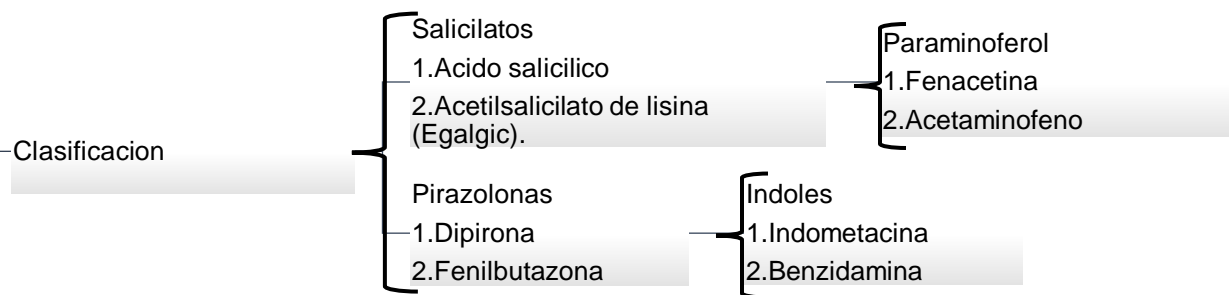 Clasificacion
Salicilatos
1.Acido salicilico
2.Acetilsalicilato de lisina
(Egalgic).
Paraminoferol
1.Fenacetina
2.Acetaminofeno
Pirazolonas
1.Dipirona
2.Fenilbutazona
Indoles
1.Indometacina
2.Benzidamina